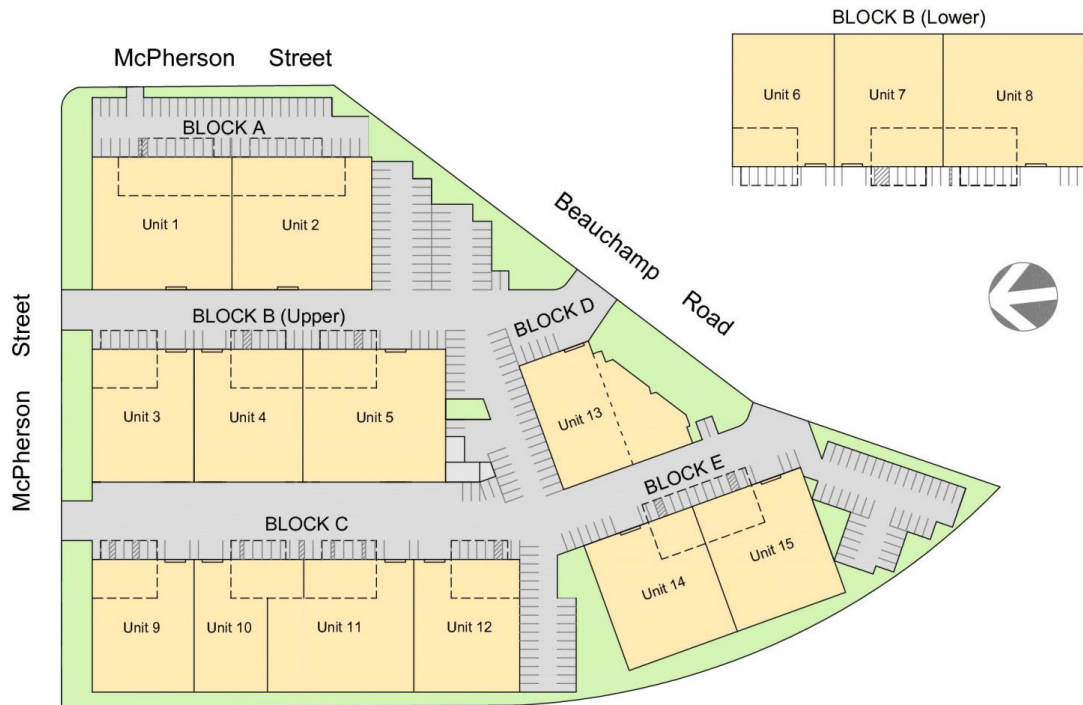 BLOCK B (Lower)
Unit 6
Unit 7
Unit 8
McPherson Street
BLOCK A
Unit 1
Unit 2
Beauchamp Road
McPherson Street
BLOCK B (Upper)
BLOCK D
Unit 3
Unit 4
Unit 5
Unit 13
BLOCK E
BLOCK C
Unit 14
Unit 15
Unit 9
Unit 10
Unit 11
Unit 12